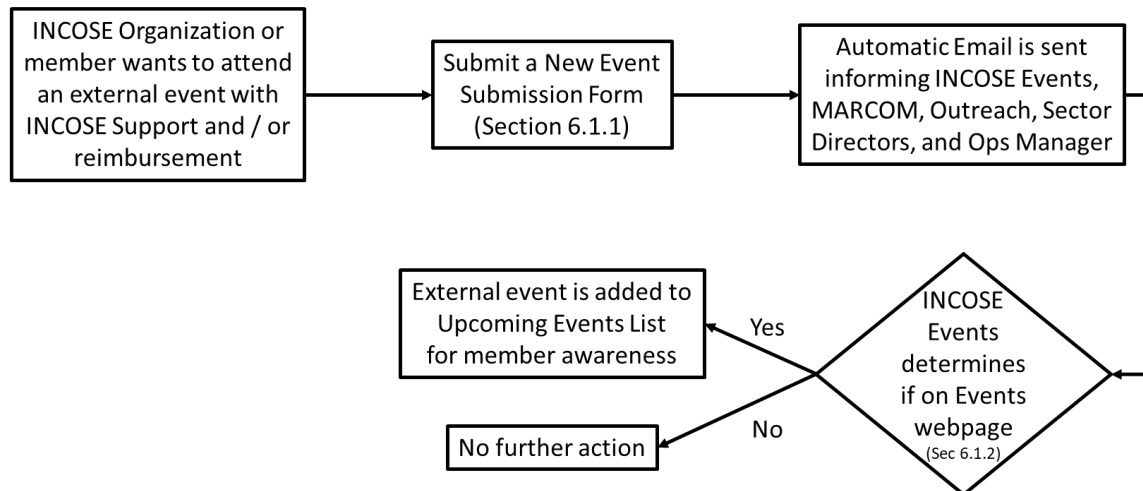 INCOSE Organization or
member wants to attend
an external event with
INCOSE Support and / or
reimbursement
Submit a New Event
Submission Form
(Section 6.1.1)
Automatic Email is sent
informing INCOSE Events,
MARCOM, Outreach, Sector
Directors, and Ops Manager
INCOSE
Events
determines
if on Events
webpage
(Sec 6.1.2)
Yes
External event is added to
Upcoming Events List
for member awareness
No
No further action